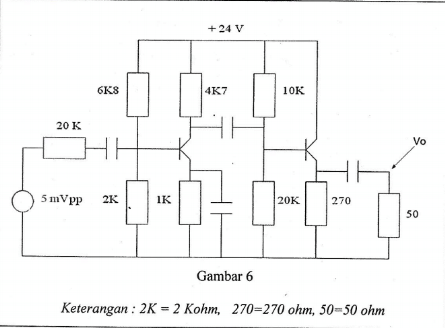 + 24 V
6K8
4K7
10K
20 K
Vo
5 mVpp
2K
1K
20K
270
50
Gambar 6
Keterangan : 2K = 2 Kohm, 270=270 ohm, 50=50 ohm